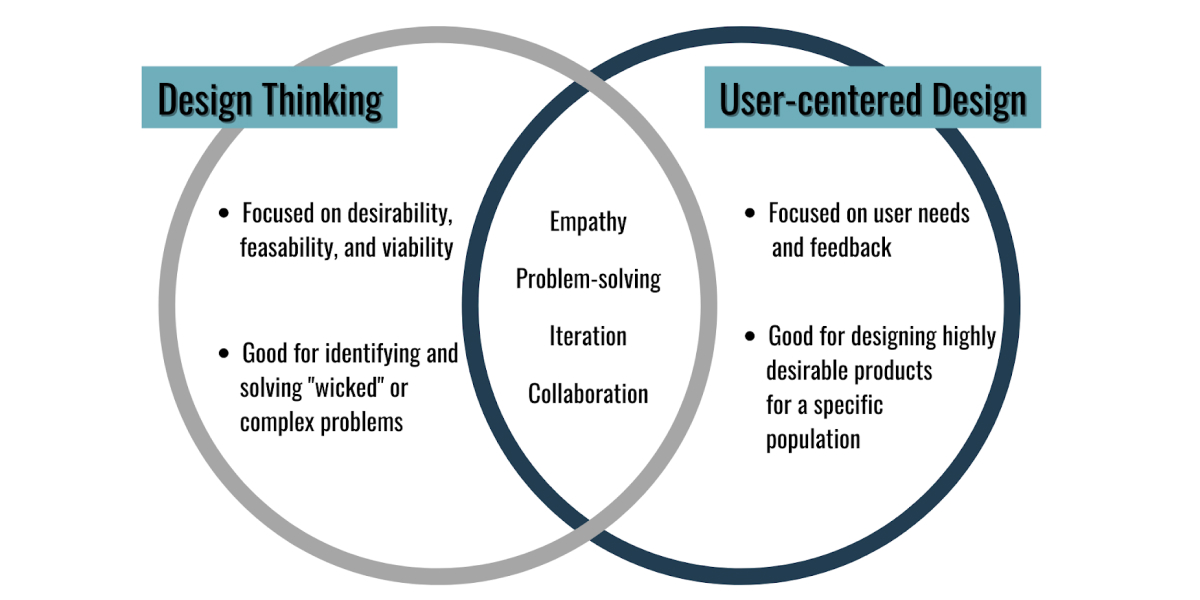 Design Thinking
User-centered Design
• Focused on desirability,
feasability, and viability
• Good for identifying and
solving "wicked" or
complex problems
Empathy
Problem-solving
Iteration
Collaboration
• Focused on user needs
and feedback
• Good for designing highly
desirable products
for a specific
population